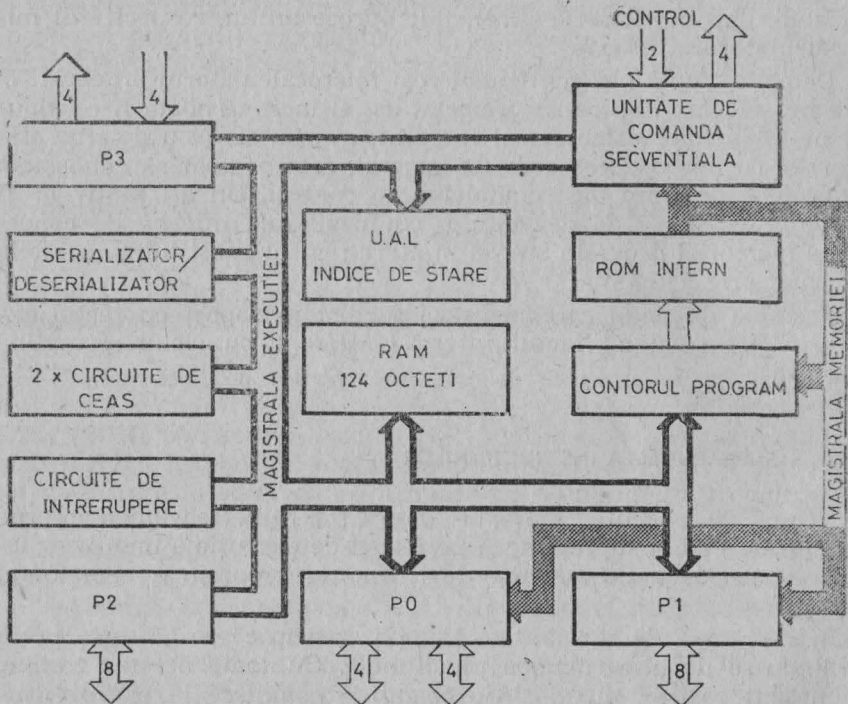 CONTROL
4
4
2
4
P3
UNITATE DE
COMANDA
SECVENTIALA
SERIALIZATOR/
DESERIALIZATOR
U.A.L
INDICE DE STARE
ROM INTERN
2 x CIRCUITE DE
CEAS
MAGISTRALA EXECUTIEI
RAM
124 OCTETI
CONTORUL PROGRAM
MAGISTRALA MEMORIEI
CIRCUITE DE
INTRERUPERE
P2
P0
P1
8
4
4
8